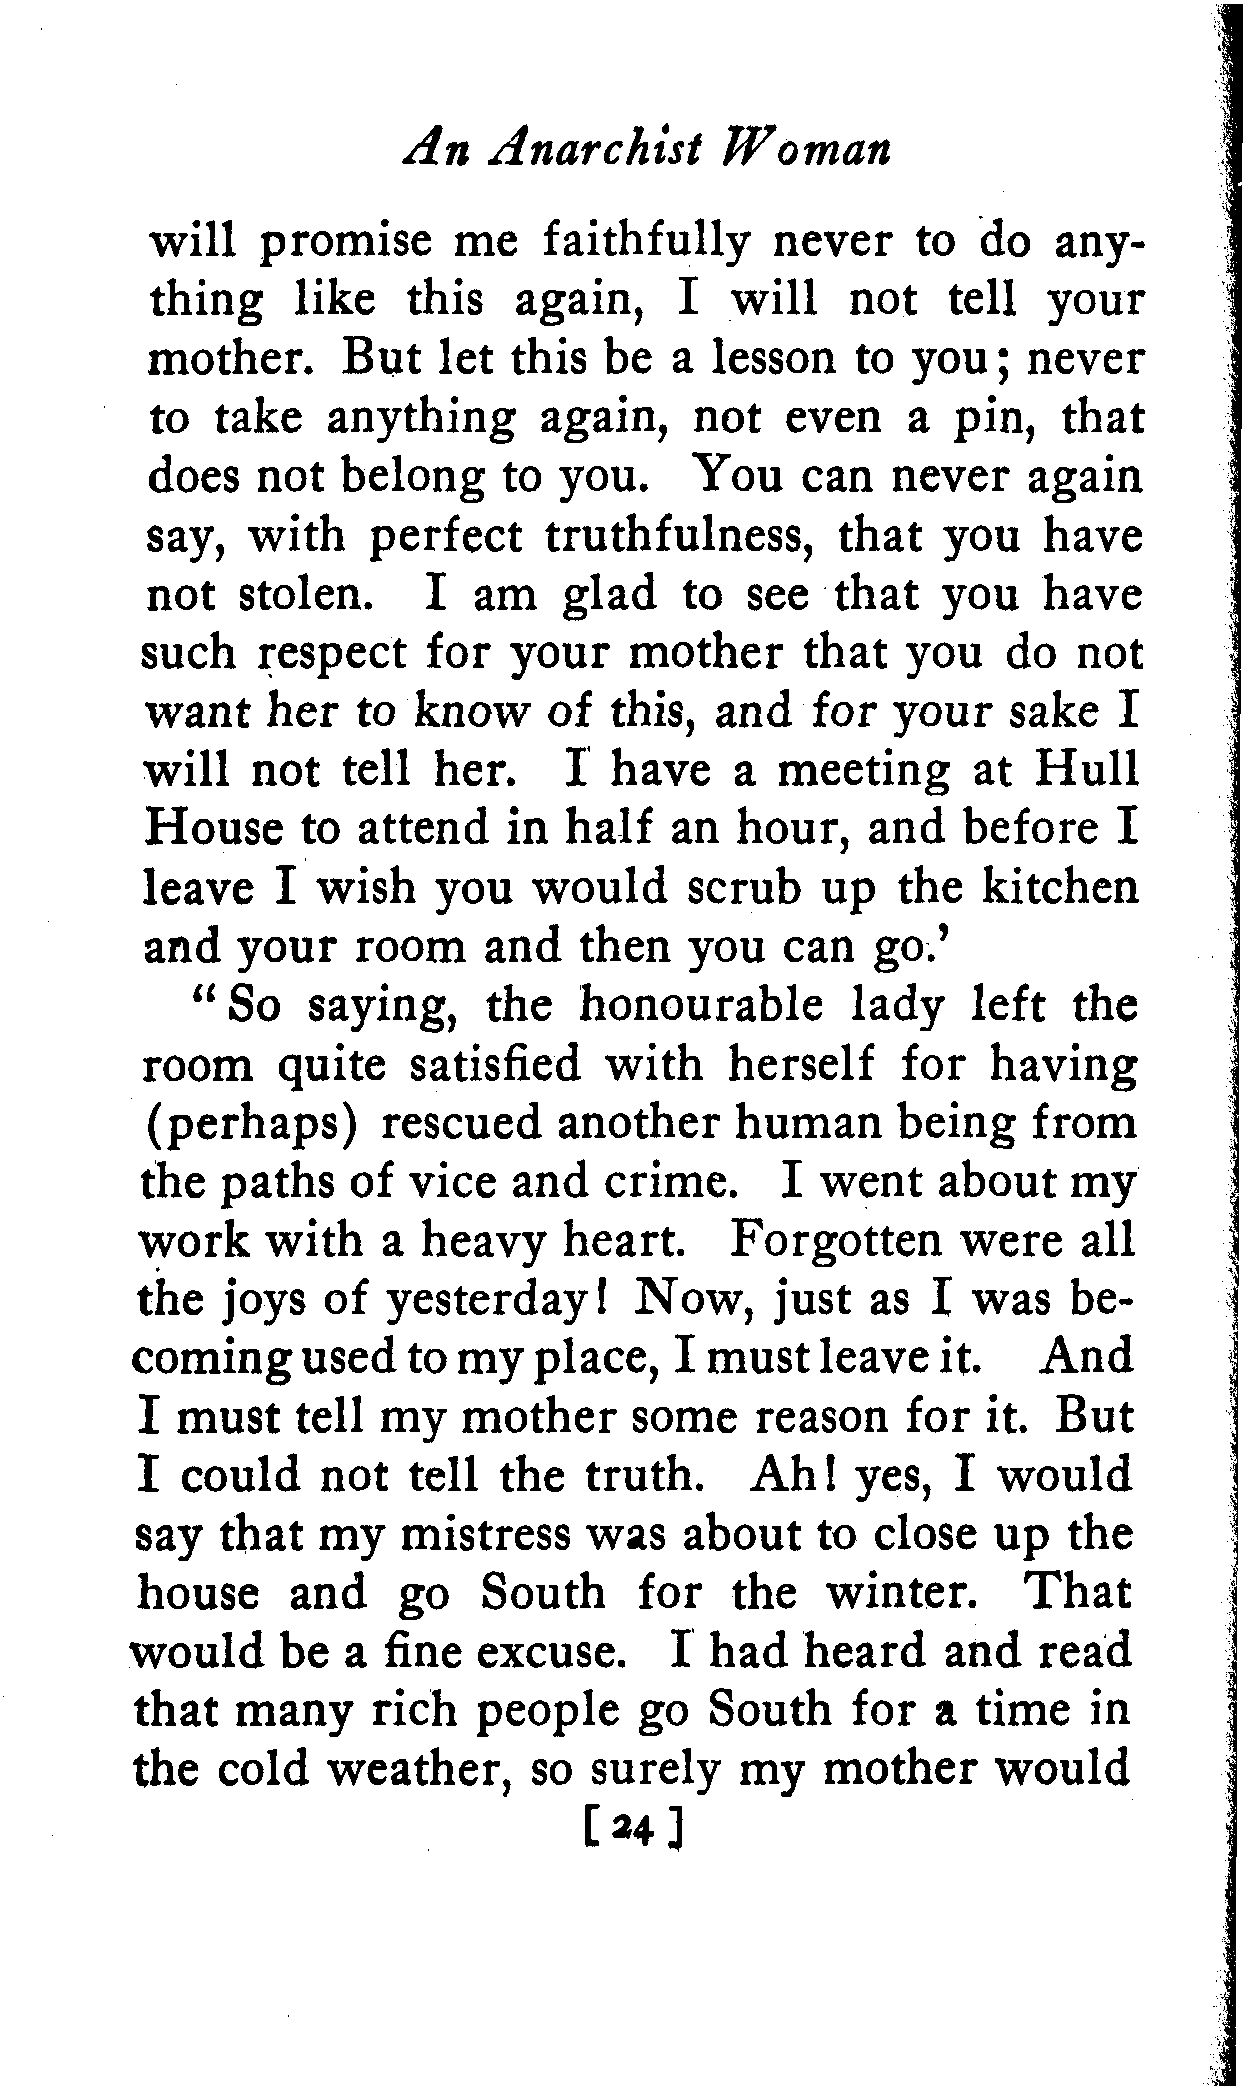 An Anarchist Woman
will promise me faithfully never to do any-
thing like this again, I will not tell your
mother. But let this be a lesson to you; never
to take anything again, not even a pin, that
does not belong to you. You can never again
say, with perfect truthfulness, that you have
not stolen. I am glad to see that you have
such respect for your mother that you do not
want her to know of this, and for your sake I
will not tell her. I have a meeting at Hull
House to attend in half an hour, and before I
leave I wish you would scrub up the kitchen
and your room and then you can go.’
“So saying, the honourable lady left the
room quite satisfied with herself for having
(perhaps) rescued another human being from
the paths of vice and crime. I went about my
work with a heavy heart. Forgotten were all
the joys of yesterday! Now, just as I was be-
coming used to my place, I must leave it. And
I must tell my mother some reason for it. But
I could not tell the truth. Ah! yes, I would
say that my mistress was about to close up the
house and go South for the winter. That
would be a fine excuse. I had heard and read
that many rich people go South for a time in
the cold weather, so surely my mother would
[24]